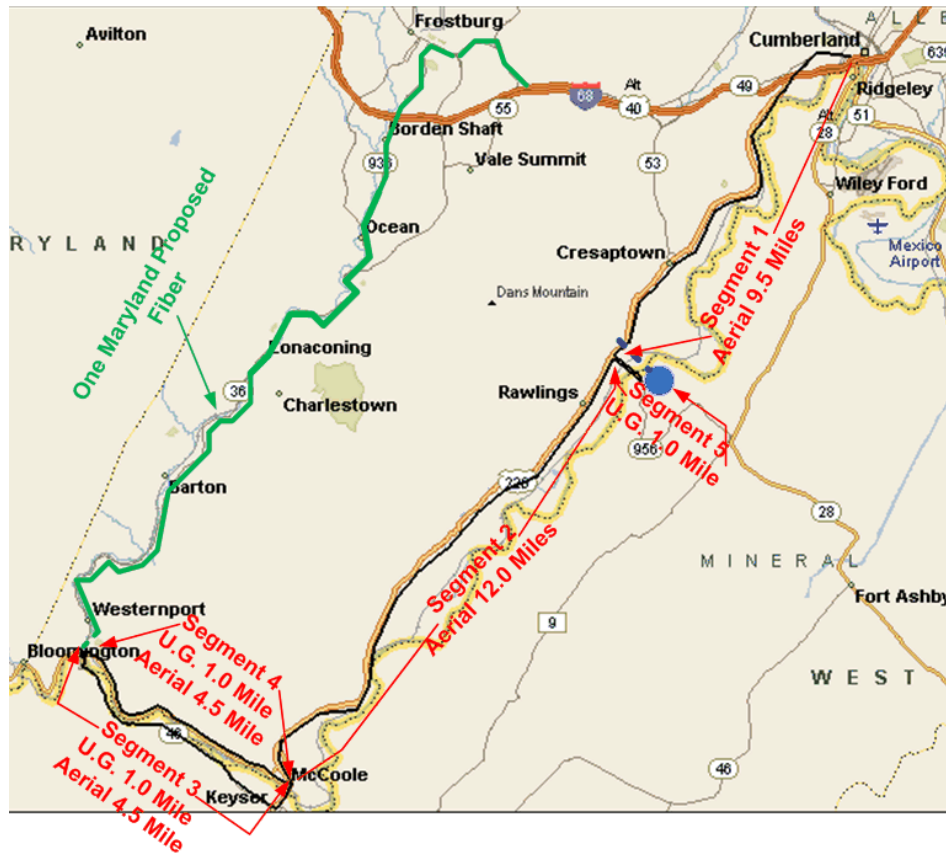 Avilton
Frostburg
A L L E
Cumberland
639
68
Alt
40
49
Ridgeley
55
Alt
28
51
Borden Shaft
936
Vale Summit
53
Wiley Ford
One Maryland Proposed
Fiber
RYLAND
Ocean
Cresaptown
Mexico
Airport
Dans Mountain
Segment 1
Aerial 9.5 Miles
Lonaconing
36
Charlestown
Rawlings
Segment 5
U.G. 1.0 Mile
956
Barton
220
28
Segment 2
Aerial 12.0 Miles
M I N E R A L
Westernport
9
Fort Ashby
Bloomington
Segment 4
U.G. 1.0 Mile
Aerial 4.5 Mile
W E S T
46
Segment 3
U.G. 1.0 Mile
Aerial 4.5 Mile
McCoole
Keyser
46